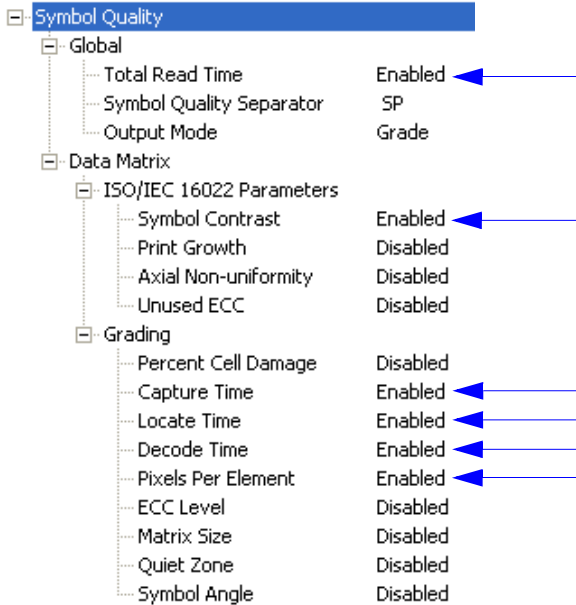 Symbol Quality
Global
Total Read Time Enabled
Symbol Quality Separator SP
Output Mode Grade
Data Matrix
ISO/IEC 16022 Parameters
Symbol Contrast Enabled
Print Growth Disabled
Axial Non-uniformity Disabled
Unused ECC Disabled
Grading
Percent Cell Damage Disabled
Capture Time Enabled
Locate Time Enabled
Decode Time Enabled
Pixels Per Element Enabled
ECC Level Disabled
Matrix Size Disabled
Quiet Zone Disabled
Symbol Angle Disabled